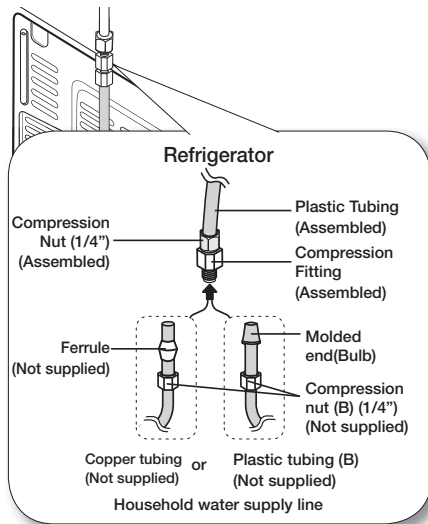 Refrigerator
Compression
Nut (1/4”)
(Assembled)
Plastic Tubing
(Assembled)
Compression
Fitting
(Assembled)
Ferrule
(Not supplied)
Molded
end(Bulb)
Compression
nut (B) (1/4”)
(Not supplied)
Copper tubing
(Not supplied)
or
Plastic tubing (B)
(Not supplied)
Household water supply line